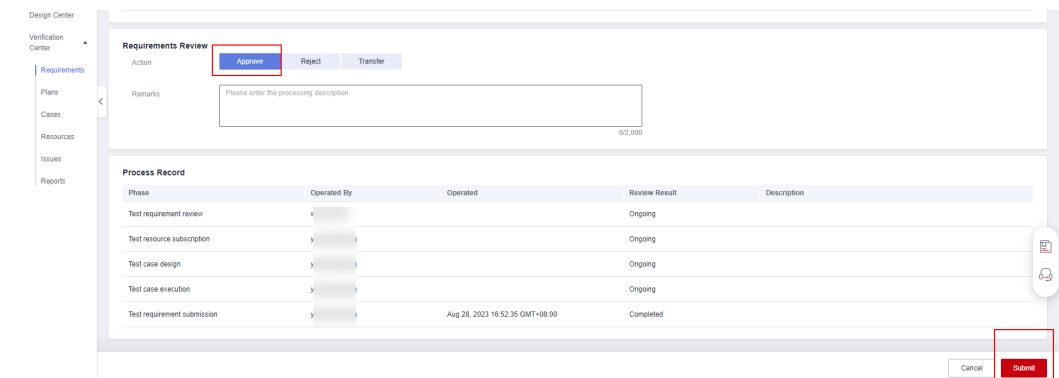 Design Center
Verification
Center
Requirements
Plans
Cases
Resources
Issues
Reports
Requirements Review
Action Approve Reject Transfer
Remarks Please enter the processing description.
0/2,000
Process Record
Phase Operated By Operated Review Result Description
Test requirement review Ongoing
Test resource subscription y Ongoing
Test case design y Ongoing
Test case execution y Ongoing
Test requirement submission y Aug 28, 2023 16:52:35 GMT+08:00 Completed
Cancel Submit